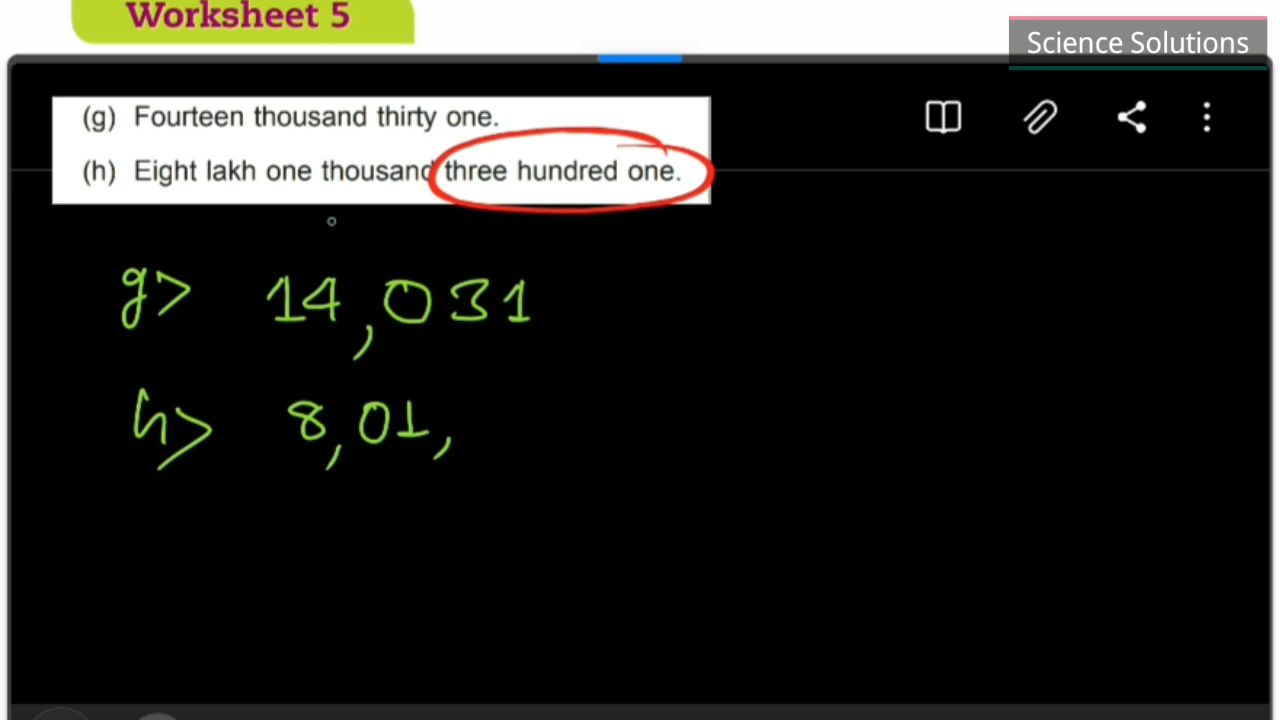 Worksheet 5
Science Solutions
(g) Fourteen thousand thirty one.
(h) Eight lakh one thousand three hundred one.
g> 14,031
h> 8,01,